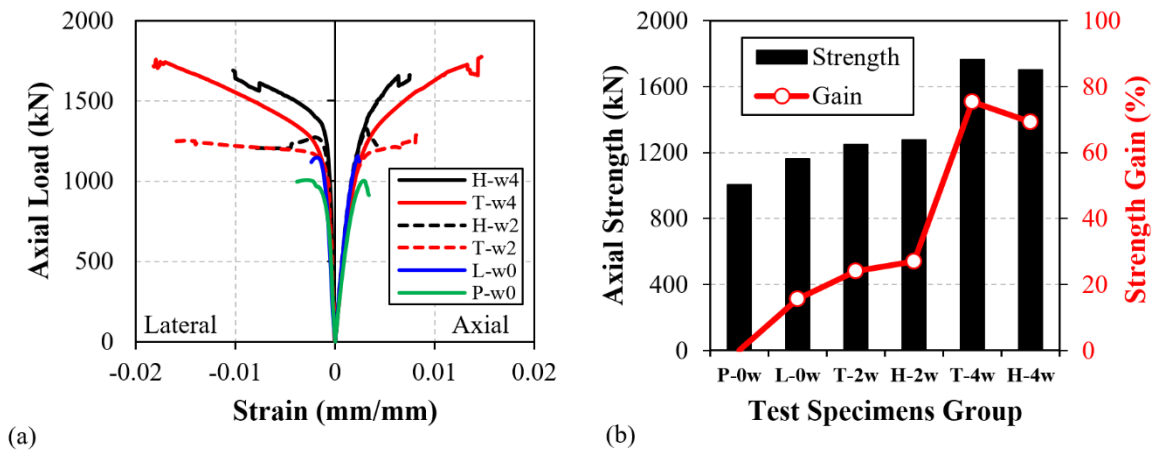 2000
1500
1000
500
0
Axial Load (kN)
H-w4
T-w4
H-w2
T-w2
L-w0
P-w0
Lateral
Axial
-0.02 -0.01 0 0.01 0.02
Strain (mm/mm)
(a)
2000
1600
1200
800
400
0
Axial Strength (kN)
Strength
Gain
100
80
60
40
20
0
Strength Gain (%)
P-0w L-0w T-2w H-2w T-4w H-4w
Test Specimens Group
(b)